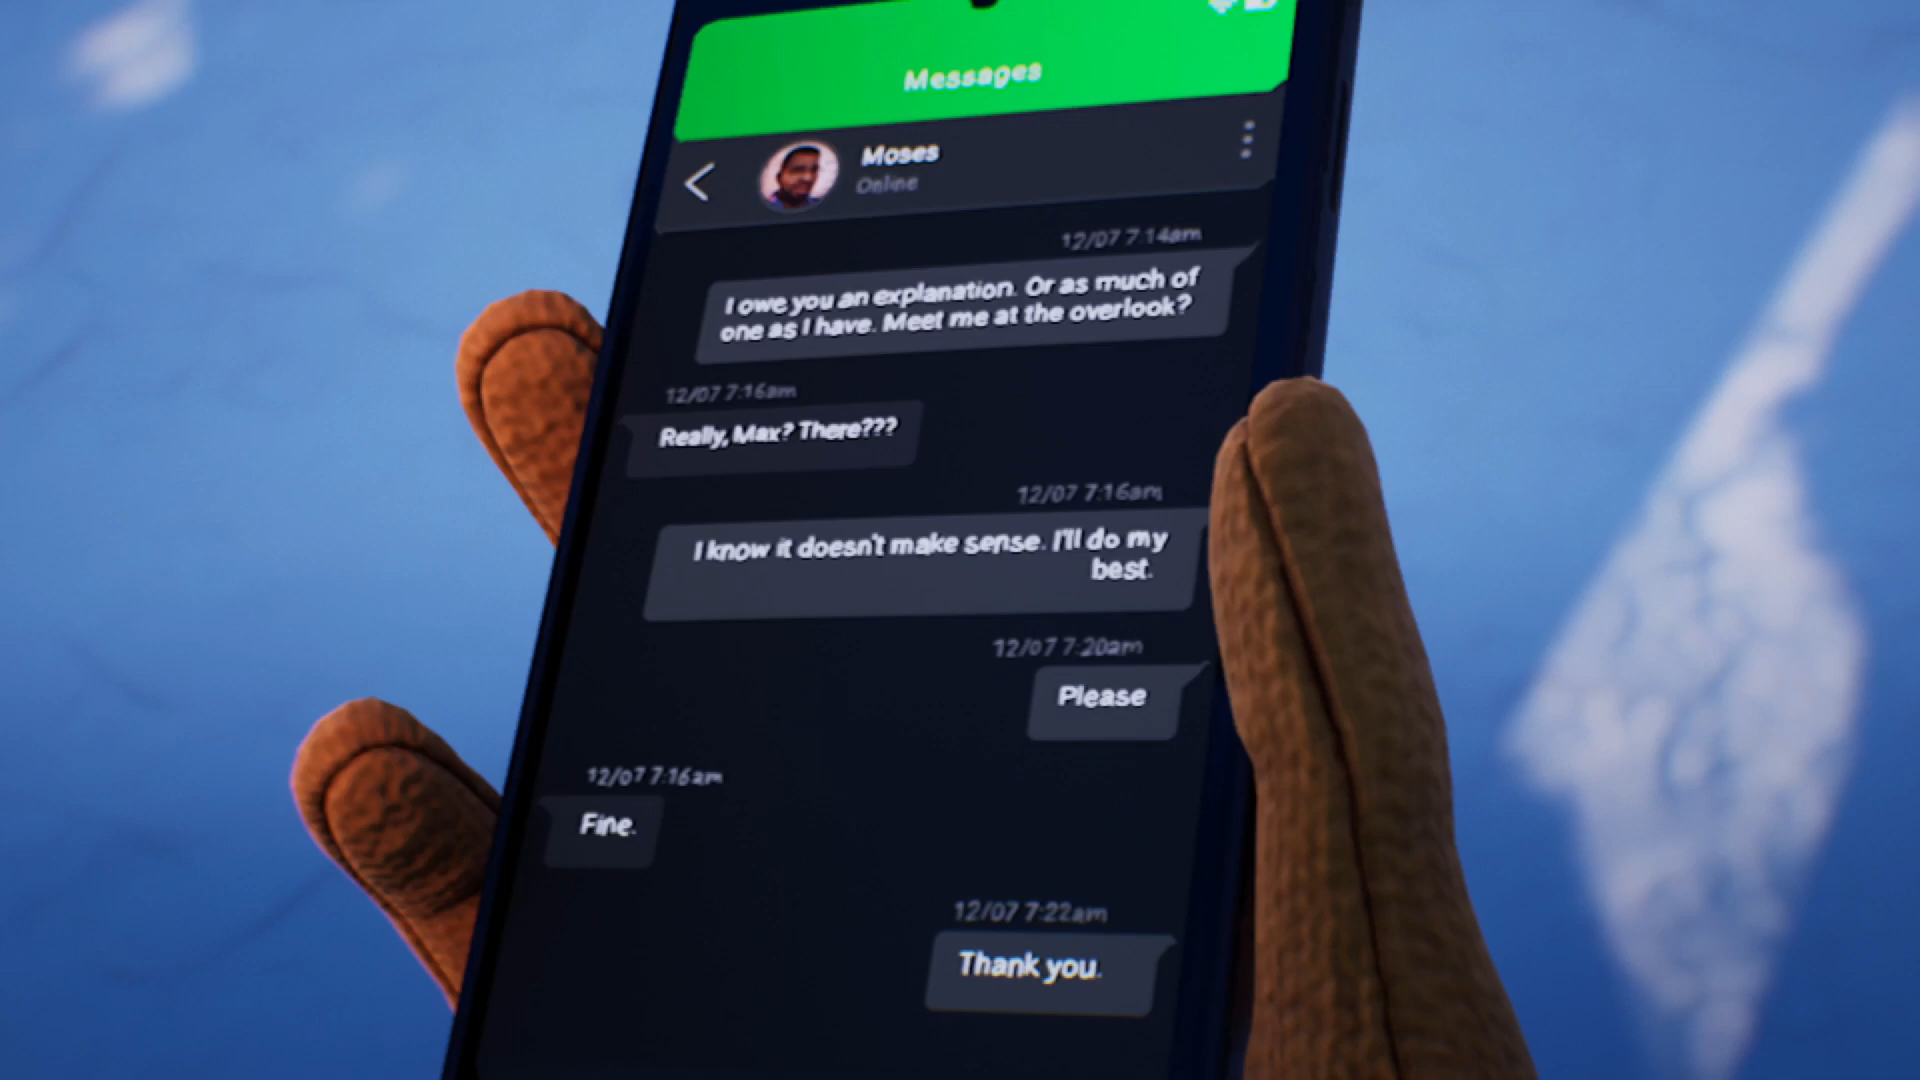 Messages
Moses
Online
12/07 7:14am
I owe you an explanation. Or as much of
one as I have. Meet me at the overlook?
12/07 7:16am
Really, Max? There???
12/07 7:16am
I know it doesn't make sense. I'll do my
best.
12/07 7:20am
Please
12/07 7:16am
Fine.
12/07 7:22am
Thank you.